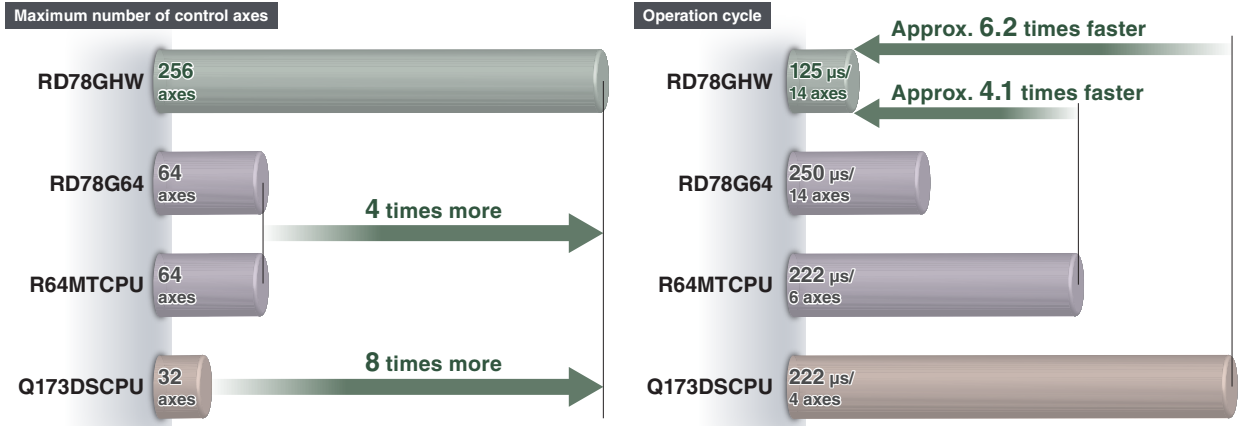 Maximum number of control axes
RD78GHW
256
axes
RD78G64
64
axes
4 times more
R64MTCPU
64
axes
Q173DSCPU
32
axes
8 times more
Operation cycle
Approx. 6.2 times faster
RD78GHW
125 μs/
14 axes
Approx. 4.1 times faster
RD78G64
250 μs/
14 axes
R64MTCPU
222 μs/
6 axes
Q173DSCPU
222 μs/
4 axes